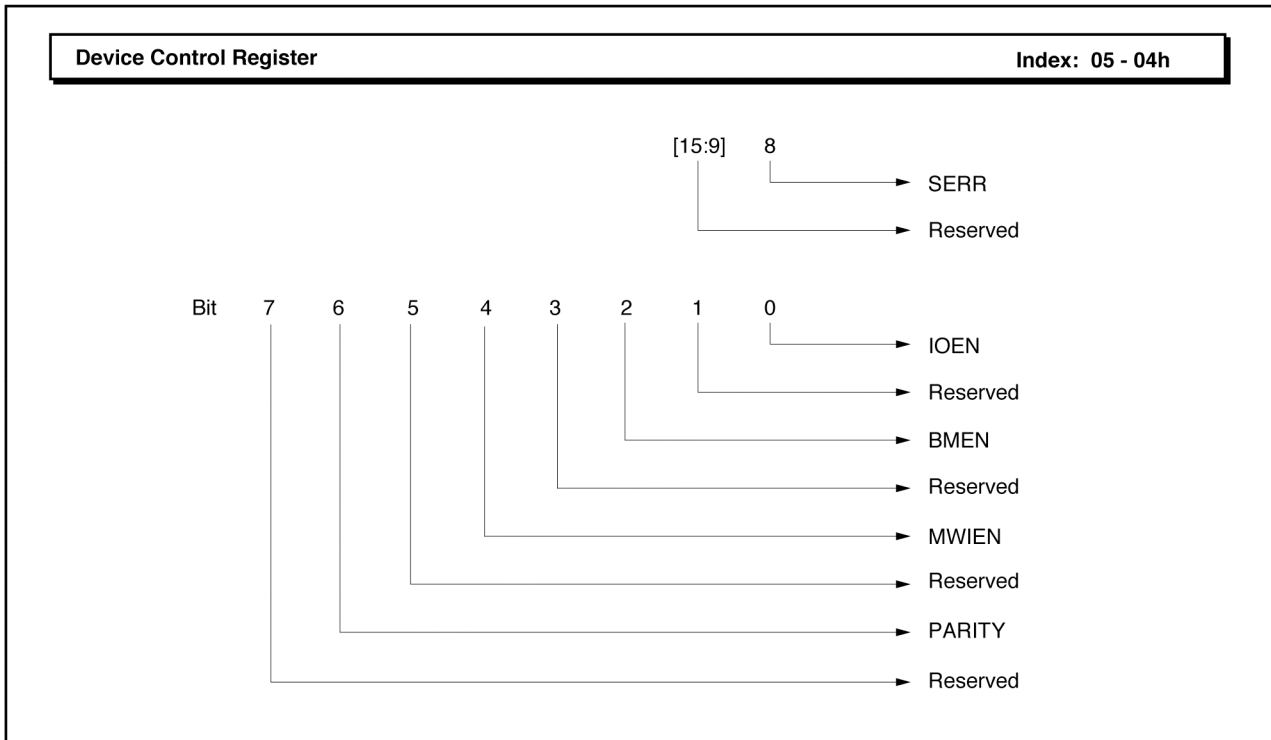 Device Control Register Index: 05 - 04h
[15:9] 8
SERR
Reserved
Bit 7 6 5 4 3 2 1 0
IOEN
Reserved
BMEN
Reserved
MWIEN
Reserved
PARITY
Reserved